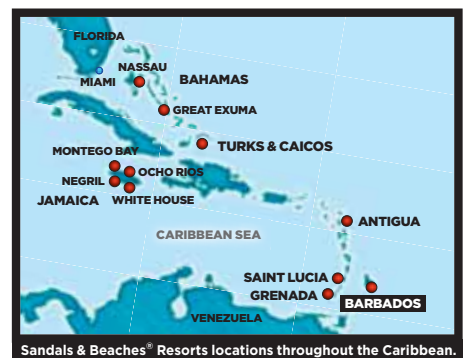 FLORIDA
NASSAU
MIAMI
BAHAMAS
GREAT EXUMA
TURKS & CAICOS
MONTEGO BAY
OCHO RIOS
NEGRIL
JAMAICA
WHITE HOUSE
ANTIGUA
CARIBBEAN SEA
SAINT LUCIA
GRENADA
BARBADOS
VENEZUELA
Sandals & Beaches® Resorts locations throughout the Caribbean.